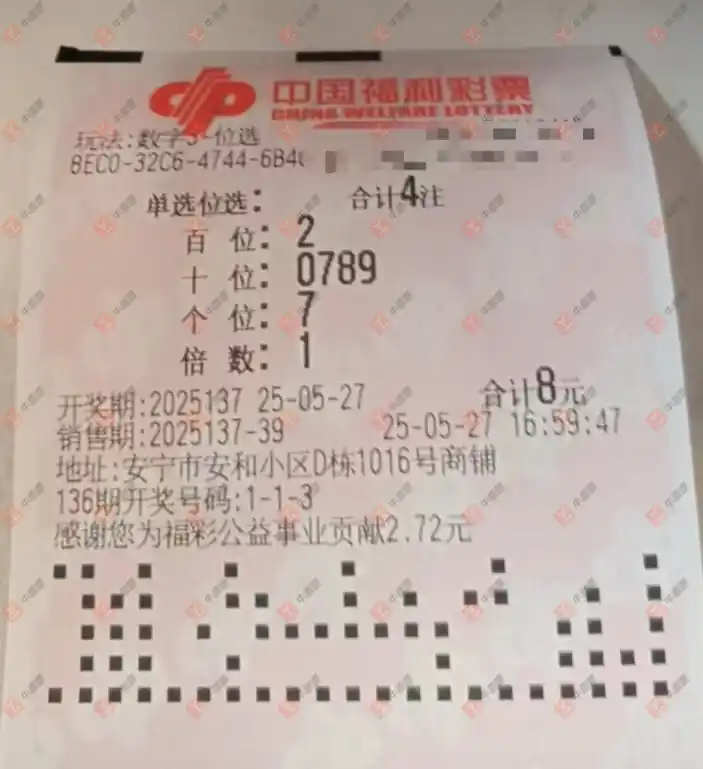 中国福利彩票
CHINA WELFARE LOTTERY
玩法:数字3-位选
8EC0-32C6-4744-6B4
单选位选: 合计4注
百 位: 2
十 位: 0789
个 位: 7
倍 数: 1
开奖期:2025137 25-05-27 合计8元
销售期:2025137-39 25-05-27 16:59:47
地址:安宁市安和小区D栋1016号商铺
136期开奖号码:1-1-3
感谢您为福彩公益事业贡献2.72元